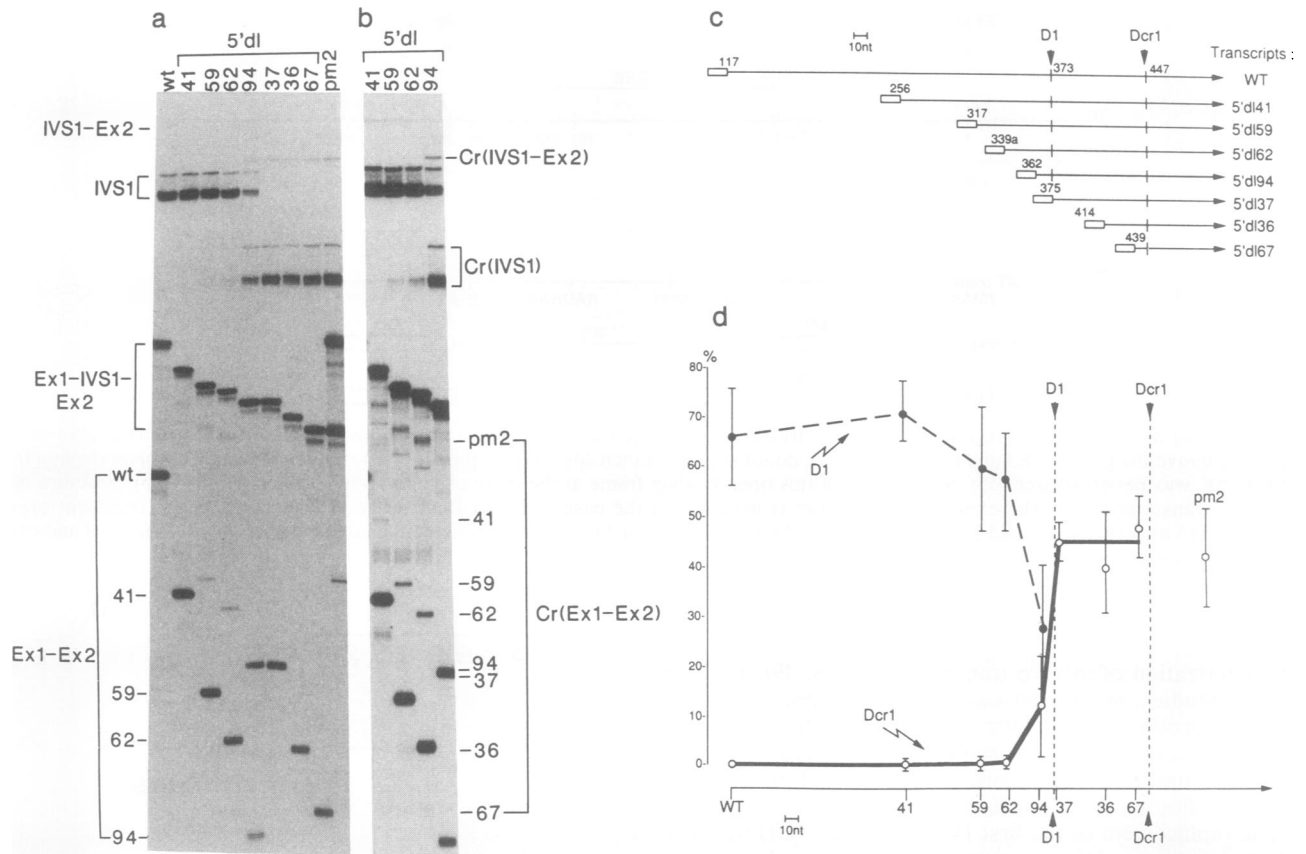 a
5'dl
wt
41
59
62
94
37
36
67
pm2
IVS1-Ex2
IVS1
Ex1-IVS1-
Ex2
wt
41
Ex1-Ex2
59
62
94
b
5'dl
41
59
62
94
Cr(IVS1-Ex2)
Cr(IVS1)
pm2
41
59
62
Cr(Ex1-Ex2)
94
37
36
67
c
10nt
D1
Dcr1
Transcripts :
117
373
447
WT
256
5'dl41
317
5'dl59
339a
5'dl62
362
5'dl94
375
5'dl37
414
5'dl36
439
5'dl67
d
%
80
70
60
50
40
30
20
10
0
D1
Dcr1
D1
pm2
Dcr1
WT
41
59
62
94
37
36
67
10nt
D1
Dcr1